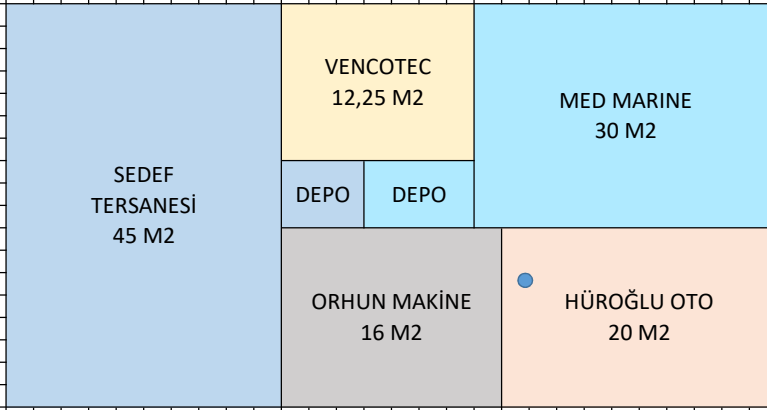 SEDEF
TERSANESİ
45 M2
VENCOTEC
12,25 M2
MED MARINE
30 M2
DEPO
DEPO
ORHUN MAKİNE
16 M2
HÜROĞLU OTO
20 M2